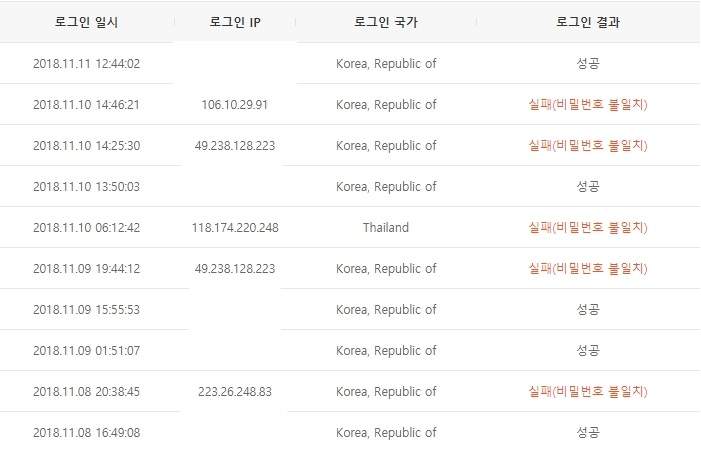 로그인 일시 로그인 IP 로그인 국가 로그인 결과
2018.11.11 12:44:02 Korea, Republic of 성공
2018.11.10 14:46:21 106.10.29.91 Korea, Republic of 실패(비밀번호 불일치)
2018.11.10 14:25:30 49.238.128.223 Korea, Republic of 실패(비밀번호 불일치)
2018.11.10 13:50:03 Korea, Republic of 성공
2018.11.10 06:12:42 118.174.220.248 Thailand 실패(비밀번호 불일치)
2018.11.09 19:44:12 49.238.128.223 Korea, Republic of 실패(비밀번호 불일치)
2018.11.09 15:55:53 Korea, Republic of 성공
2018.11.09 01:51:07 Korea, Republic of 성공
2018.11.08 20:38:45 223.26.248.83 Korea, Republic of 실패(비밀번호 불일치)
2018.11.08 16:49:08 Korea, Republic of 성공